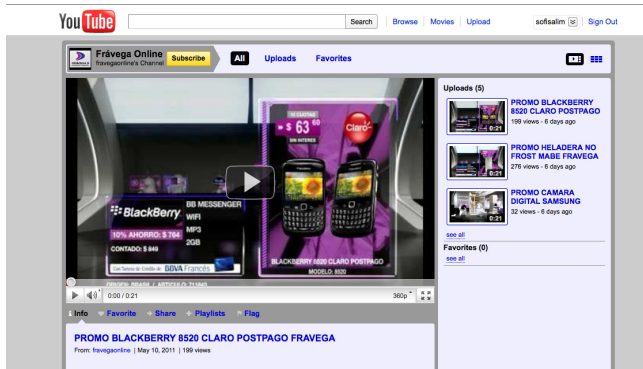 YouTube
Search
Browse | Movies | Upload
sofisalim
Sign Out
Frávega Online
fravegaonline's Channel
Subscribe
All
Uploads
Favorites
10 CUOTAS
» $ 63 60
SIN INTERES
Claro
BlackBerry
BB MESSENGER
WIFI
MP3
2GB
10% AHORRO: $ 764
CONTADO: $ 849
BBVA Francés
BLACKBERRY 8520 CLARO POSTPAGO
MODELO: 8520
0:00 / 0:21
360p
Info
Favorite
Share
Playlists
Flag
PROMO BLACKBERRY 8520 CLARO POSTPAGO FRAVEGA
From: fravegaonline | May 10, 2011 | 199 views
Uploads (5)
PROMO BLACKBERRY
8520 CLARO POSTPAGO
199 views - 6 days ago
0:21
PROMO HELADERA NO
FROST MABE FRAVEGA
276 views - 6 days ago
0:21
PROMO CAMARA
DIGITAL SAMSUNG
32 views - 6 days ago
0:21
see all
Favorites (0)
see all